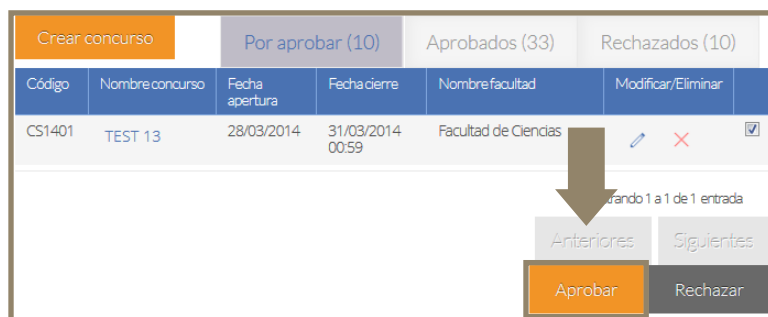 Crear concurso
Por aprobar (10)
Aprobados (33)
Rechazados (10)
Código Nombre concurso Fecha apertura Fecha cierre Nombre facultad Modificar/Eliminar
CS1401 TEST 13 28/03/2014 31/03/2014 00:59 Facultad de Ciencias
1 a 1 de 1 entrada
Anteriores Siguientes
Aprobar Rechazar